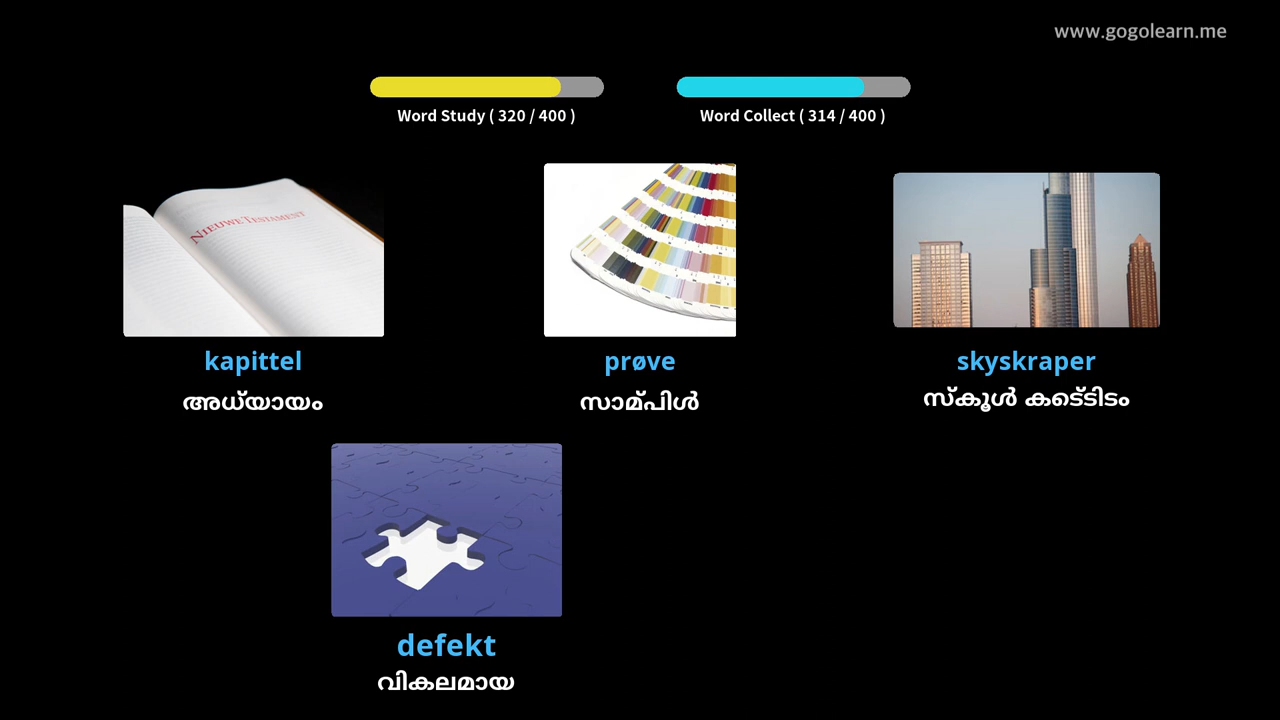 www.gogolearn.me
Word Study ( 320 / 400 )
Word Collect ( 314 / 400 )
NIEUWE TESTAMENT
kapittel
prøve
skyskraper
അധ്യായം
സാമ്പിൾ
സ്കൂൾ കെട്ടിടം
defekt
വികലമായ